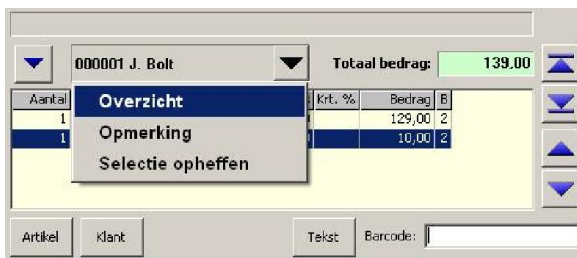 000001 J. Bolt Totaal bedrag: 139,00
Aantal Krt. % Bedrag B
1 129,00 2
1 10,00 2
Overzicht
Opmerking
Selectie opheffen
Artikel Klant Tekst Barcode: